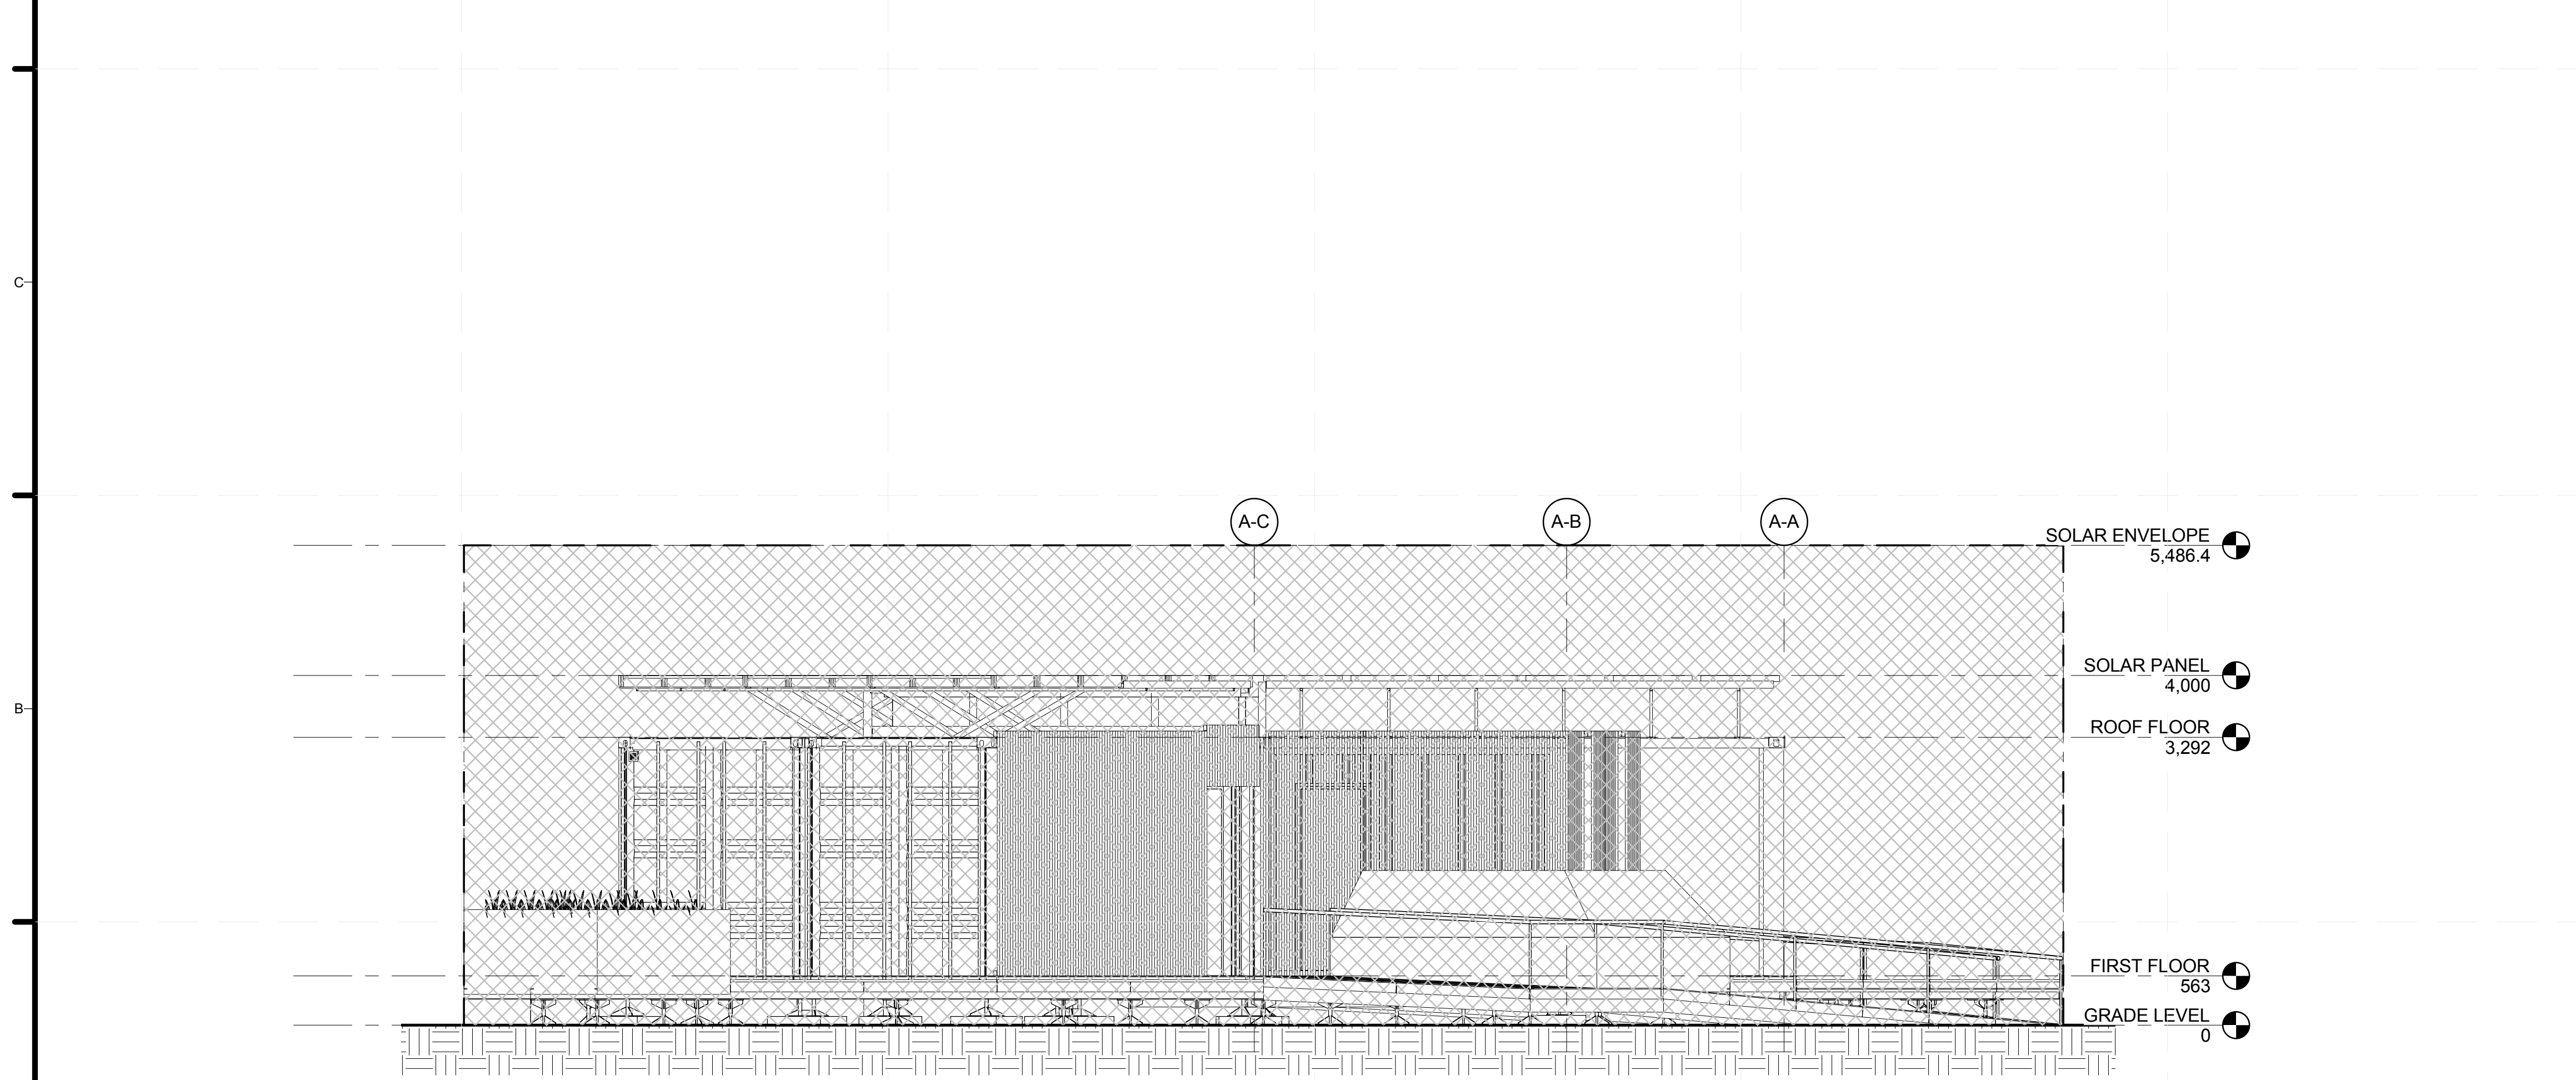 C
A-C
A-B
A-A
SOLAR ENVELOPE
5,486.4
SOLAR PANEL
4,000
B
ROOF FLOOR
3,292
FIRST FLOOR
563
GRADE LEVEL
0